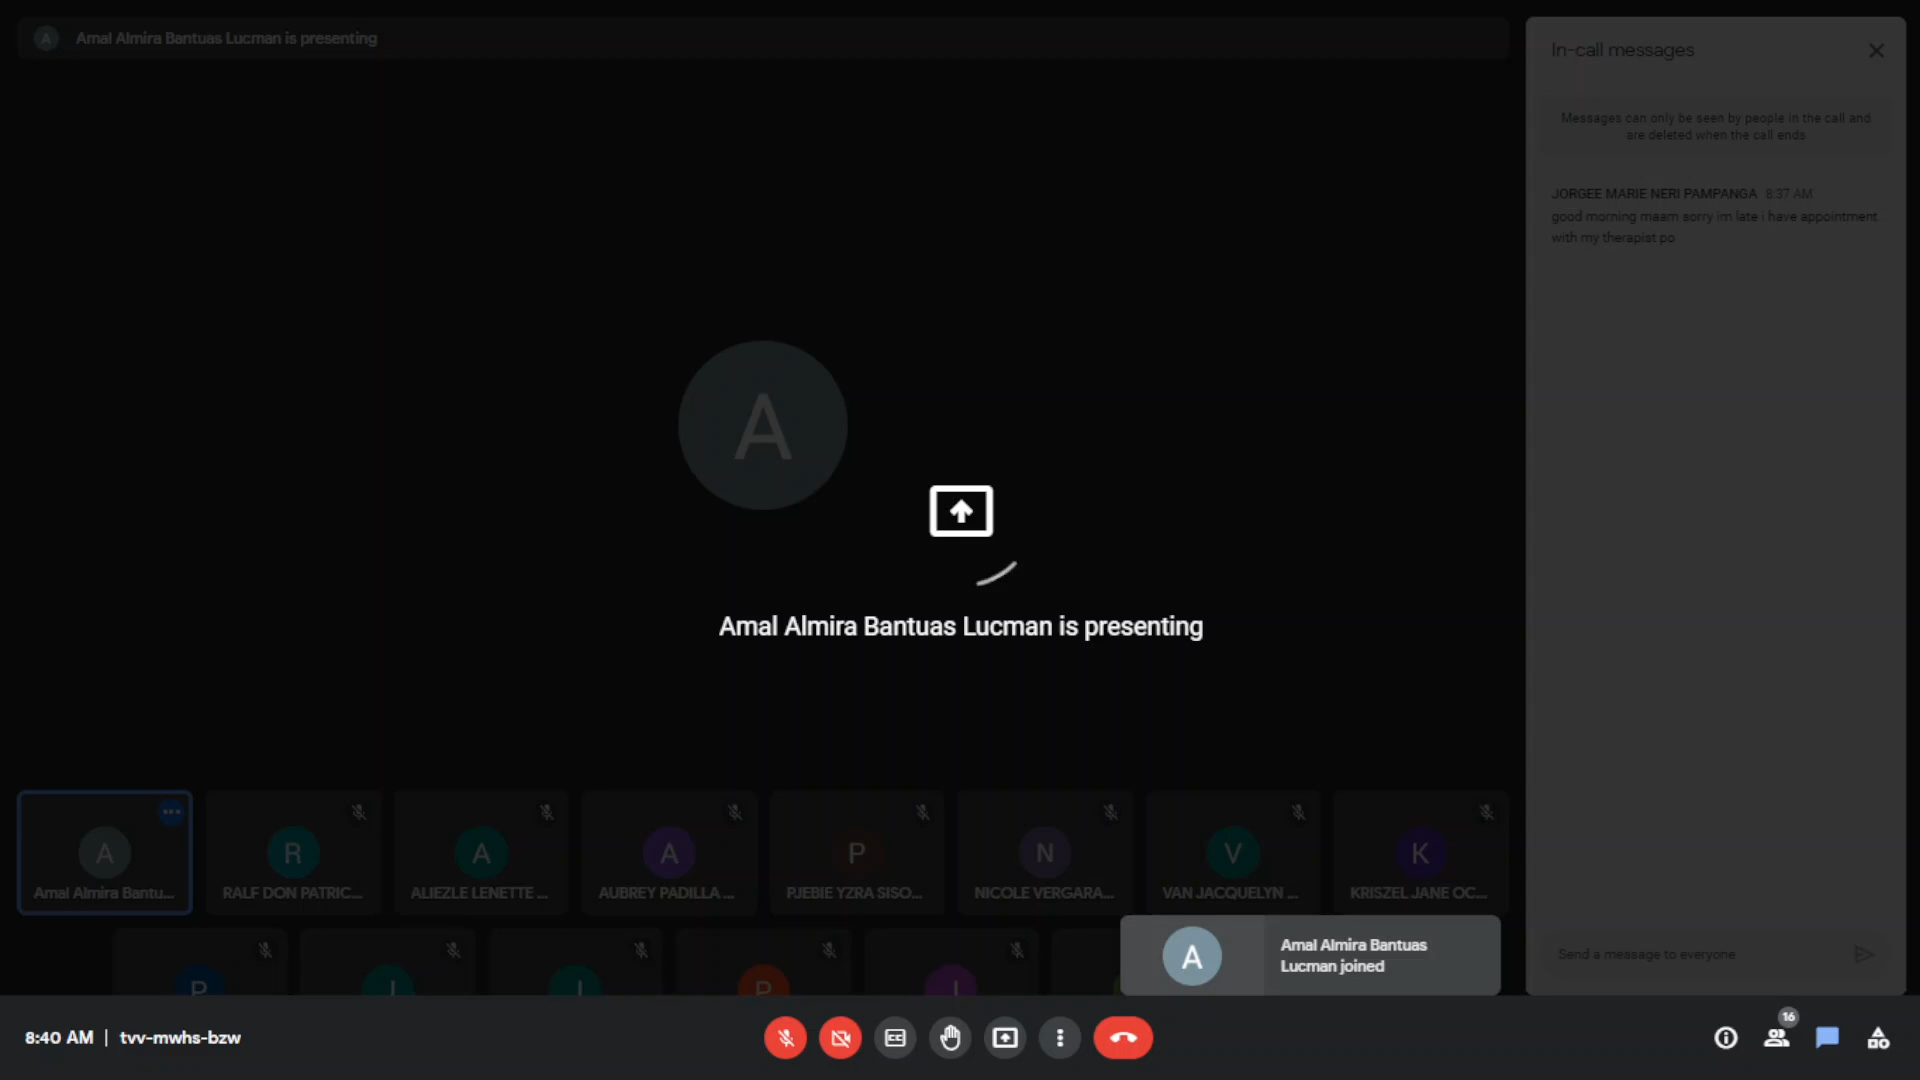 A Amal Almira Bantuas Lucman is presenting
In-call messages
Messages can only be seen by people in the call and
are deleted when the call ends
JORGEE MARIE NERI PAMPANGA 8:37 AM
good morning maam sorry im late i have appointment
with my therapist po
A
Amal Almira Bantuas Lucman is presenting
A R A A P N V K
Amal Almira Bantu... RALF DON PATRIC... ALIEZLE LENETTE ... AUBREY PADILLA ... PJEBIE YZRA SISO... NICOLE VERGARA... VAN JACQUELYN ... KRISZEL JANE OC...
A Amal Almira Bantuas
Lucman joined
Send a message to everyone
8:40 AM | tvv-mwhs-bzw
CC
16